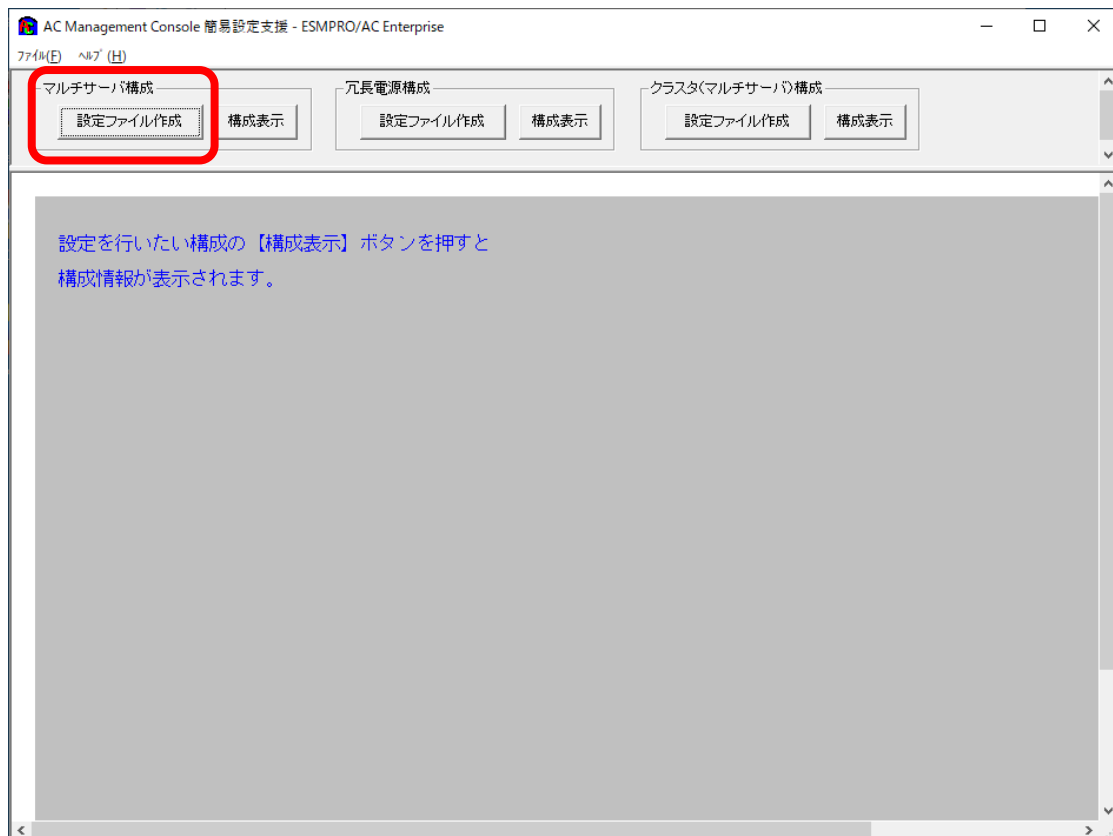 AC Management Console 簡易設定支援 - ESMPRO/AC Enterprise
ﾌｧｲﾙ(F) ﾍﾙﾌﾟ(H)
マルチサーバ構成 冗長電源構成 クラスタ(マルチサーバ)構成
設定ファイル作成 構成表示 設定ファイル作成 構成表示 設定ファイル作成 構成表示
設定を行いたい構成の【構成表示】ボタンを押すと
構成情報が表示されます。